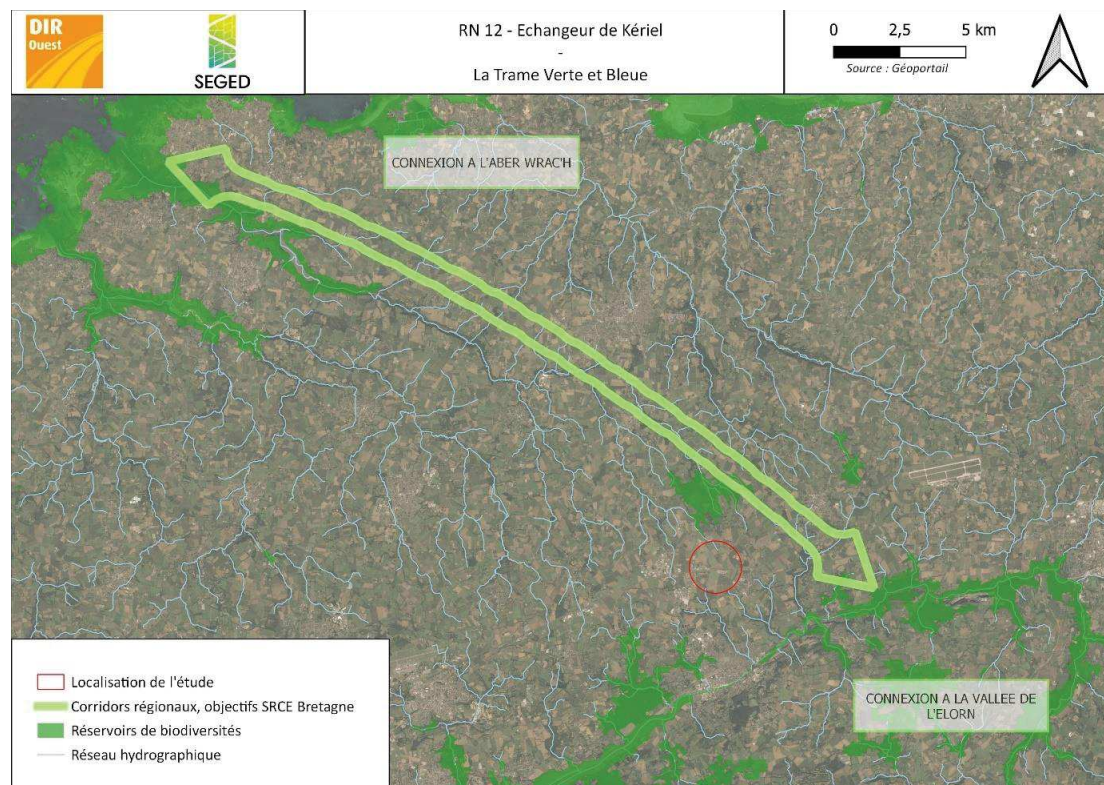 DIR
Ouest
SEGED
RN 12 - Echangeur de Kériel
-
La Trame Verte et Bleue
0 2,5 5 km
Source : Géoportail
CONNEXION A L'ABER WRAC'H
CONNEXION A LA VALLEE DE
L'ELORN
Localisation de l'étude
Corridors régionaux, objectifs SRCE Bretagne
Réservoirs de biodiversités
Réseau hydrographique